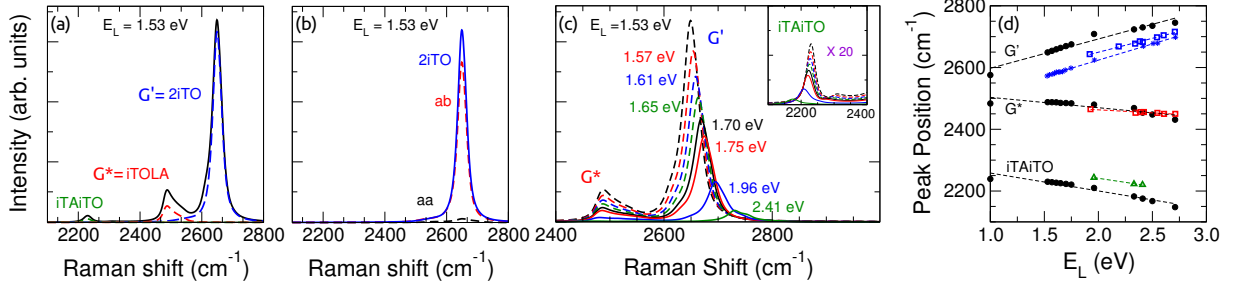 Intensity (arb. units)
(a)
E_L = 1.53 eV
G'= 2iTO
G*= iTOLA
iTAiTO
2200 2400 2600 2800
Raman shift (cm⁻¹)
(b)
E_L = 1.53 eV
2iTO
ab
aa
2200 2400 2600 2800
Raman shift (cm⁻¹)
(c)
E_L=1.53 eV
G'
1.57 eV
1.61 eV
1.65 eV
1.70 eV
1.75 eV
1.96 eV
2.41 eV
G*
iTAiTO
X 20
2200 2400
2400 2600 2800
Raman Shift (cm⁻¹)
(d)
Peak Position (cm⁻¹)
2800
2600
2400
2200
G'
G*
iTAiTO
1.0 1.5 2.0 2.5 3.0
E_L (eV)